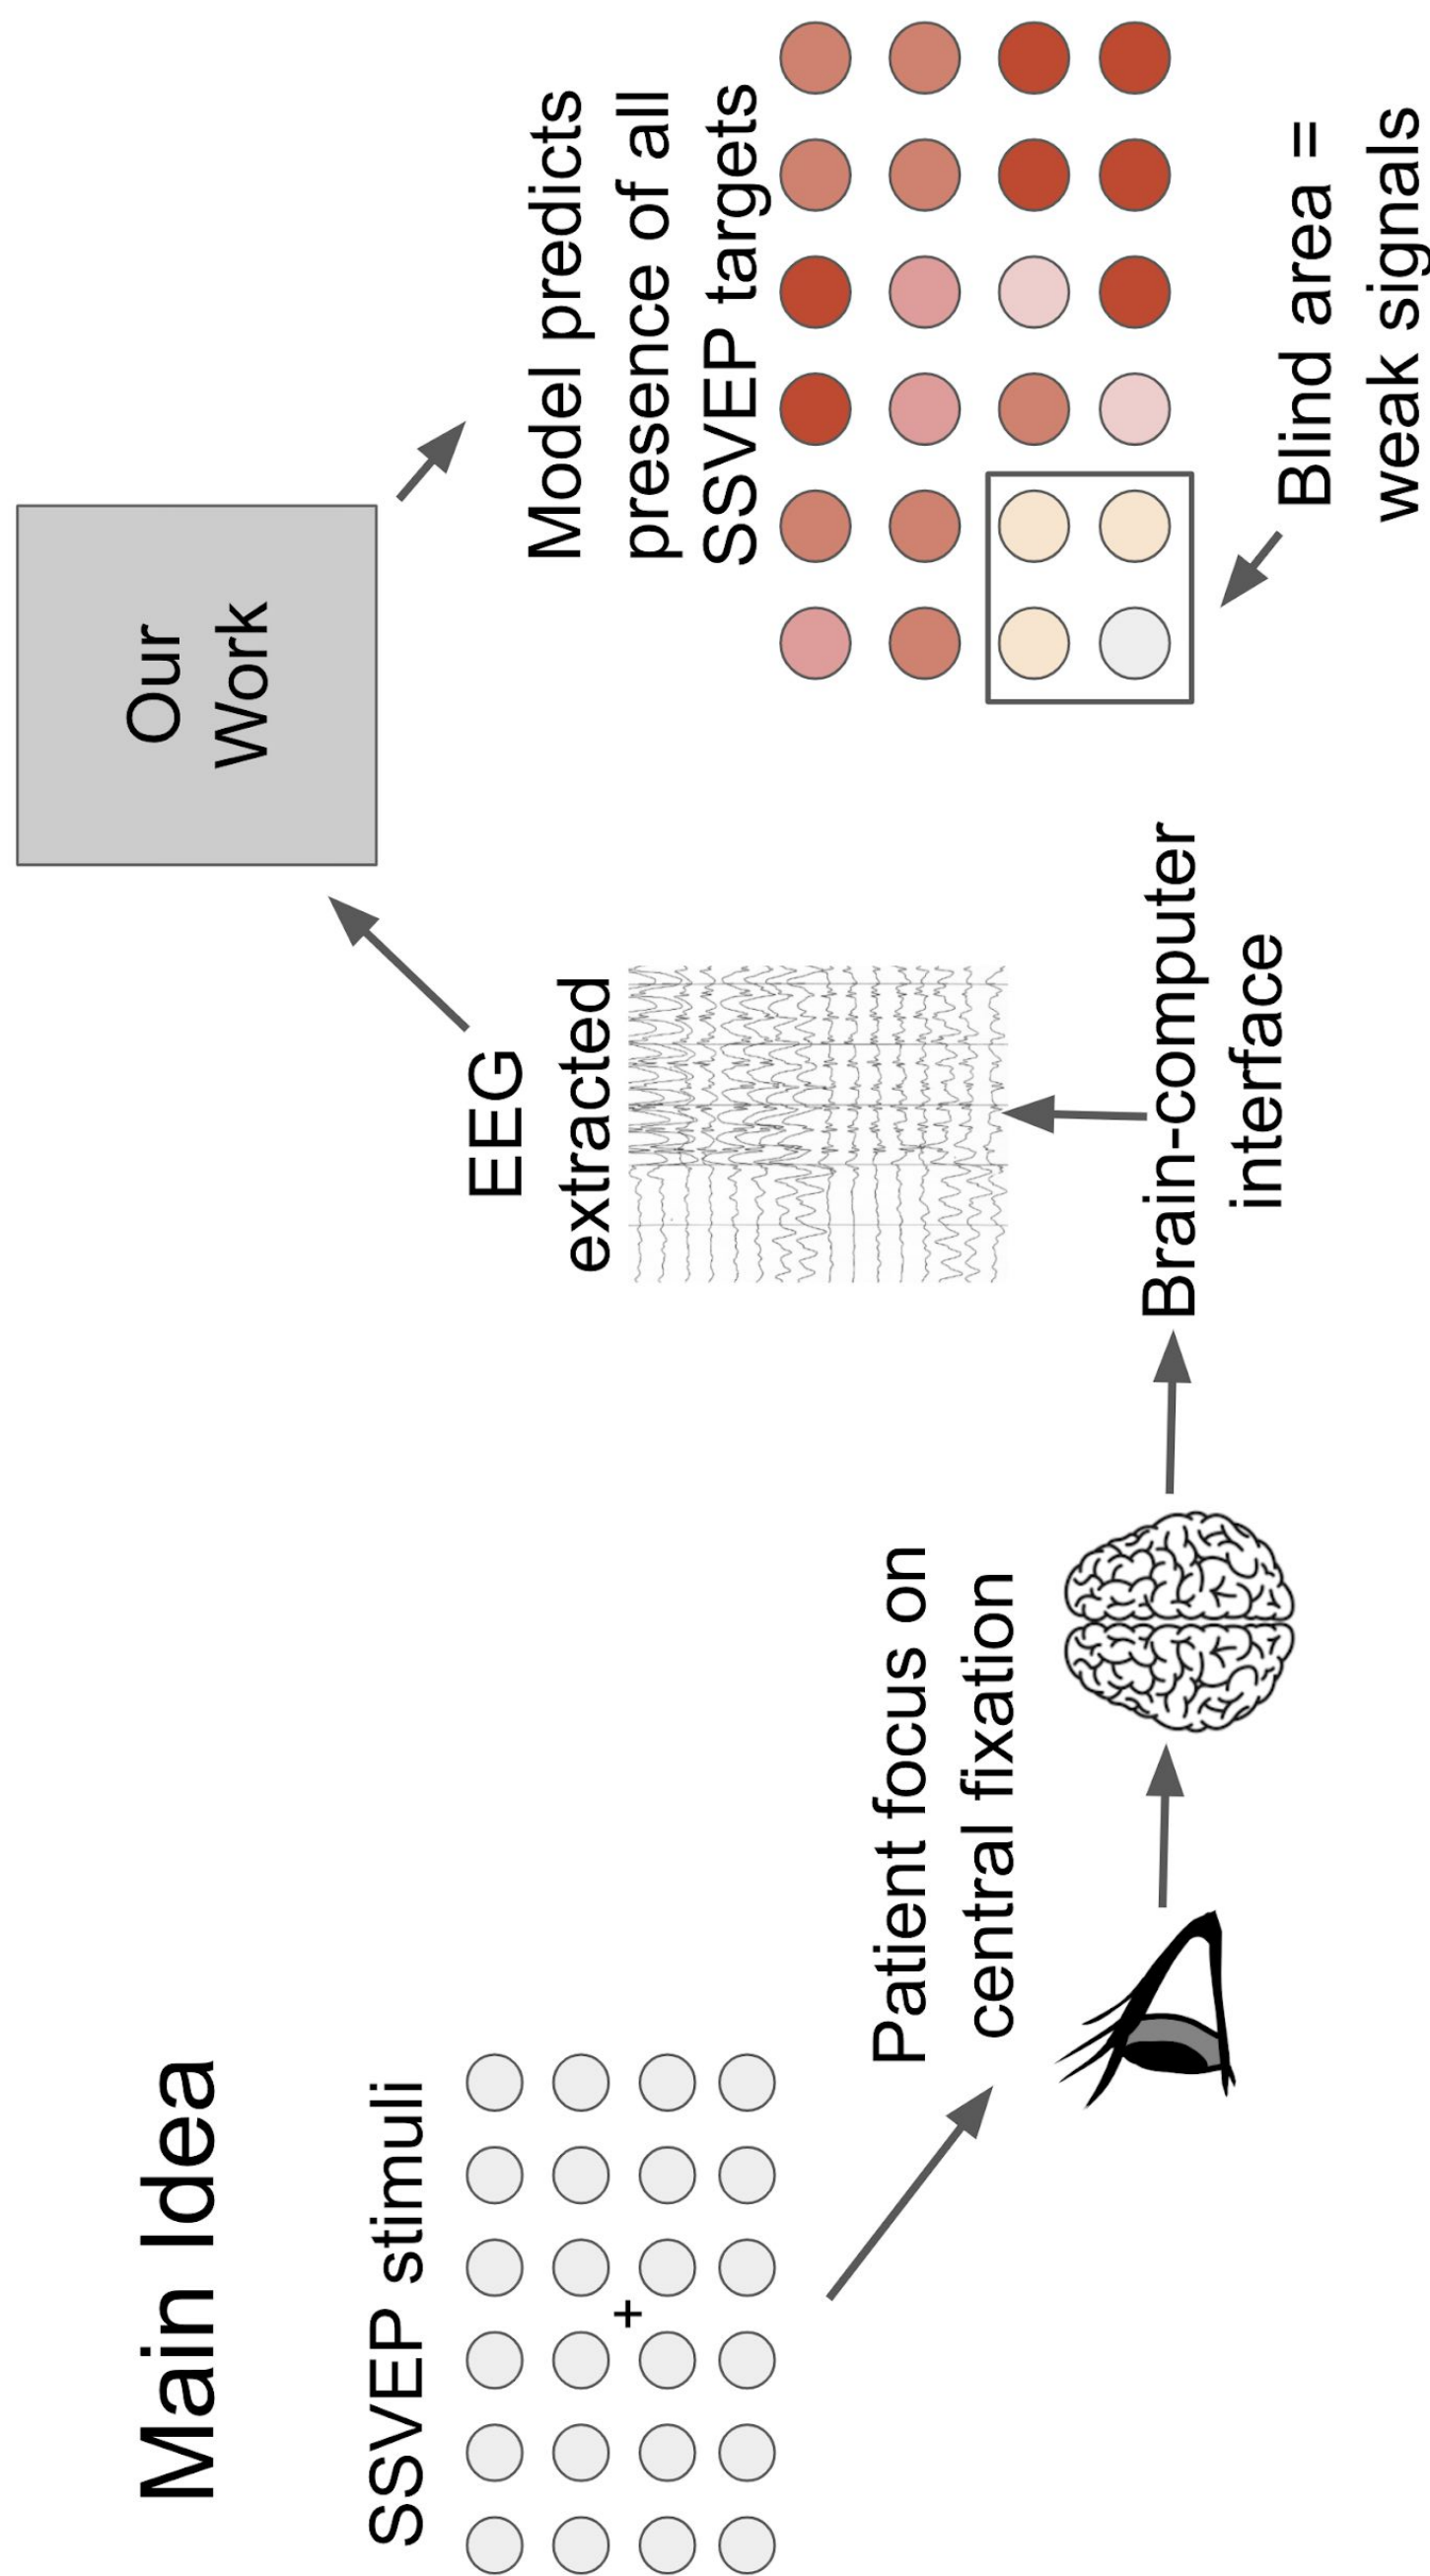 Main Idea
SSVEP stimuli
+
Patient focus on
central fixation
Brain-computer
interface
EEG
extracted
Our
Work
Model predicts
presence of all
SSVEP targets
Blind area =
weak signals